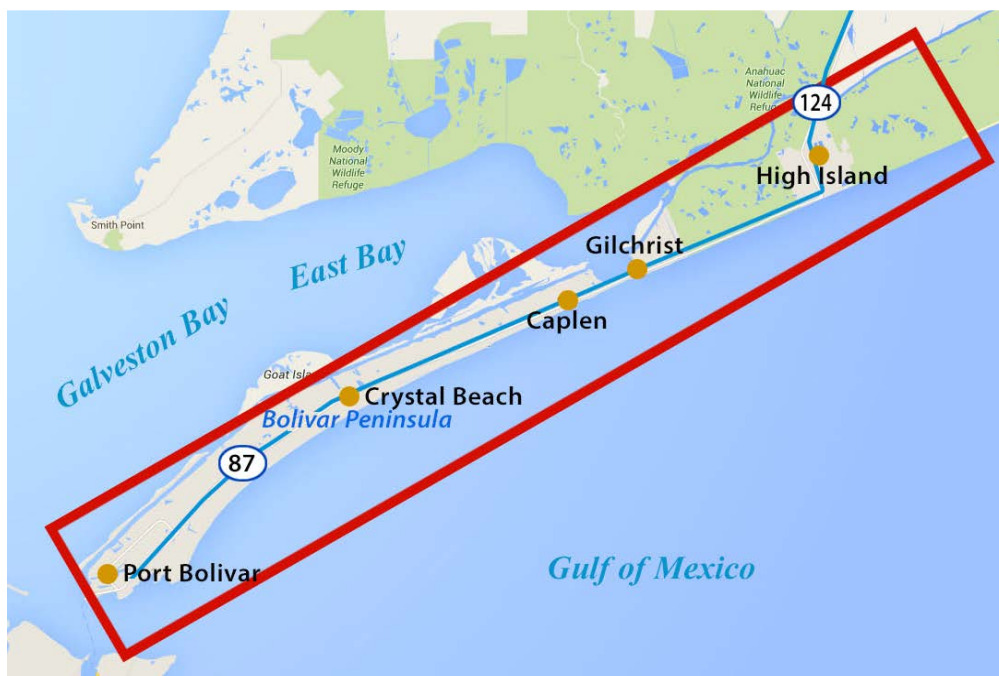 Anahuac
National
Wildlife
Refuge
124
Moody
National
Wildlife
Refuge
High Island
Smith Point
Gilchrist
East Bay
Caplen
Galveston Bay
Goat
Crystal Beach
Bolivar Peninsula
87
Port Bolivar
Gulf of Mexico